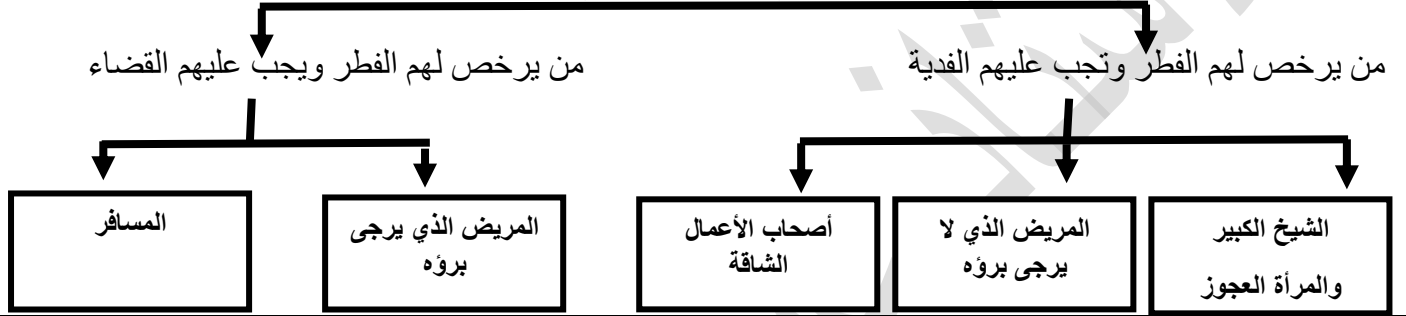 من يرخص لهم الفطر وتجب عليهم الفدية
من يرخص لهم الفطر ويجب عليهم القضاء
الشيخ الكبير
والمرأة العجوز
المريض الذي لا
يرجى برؤه
أصحاب الأعمال
الشاقة
المريض الذي يرجى
برؤه
المسافر